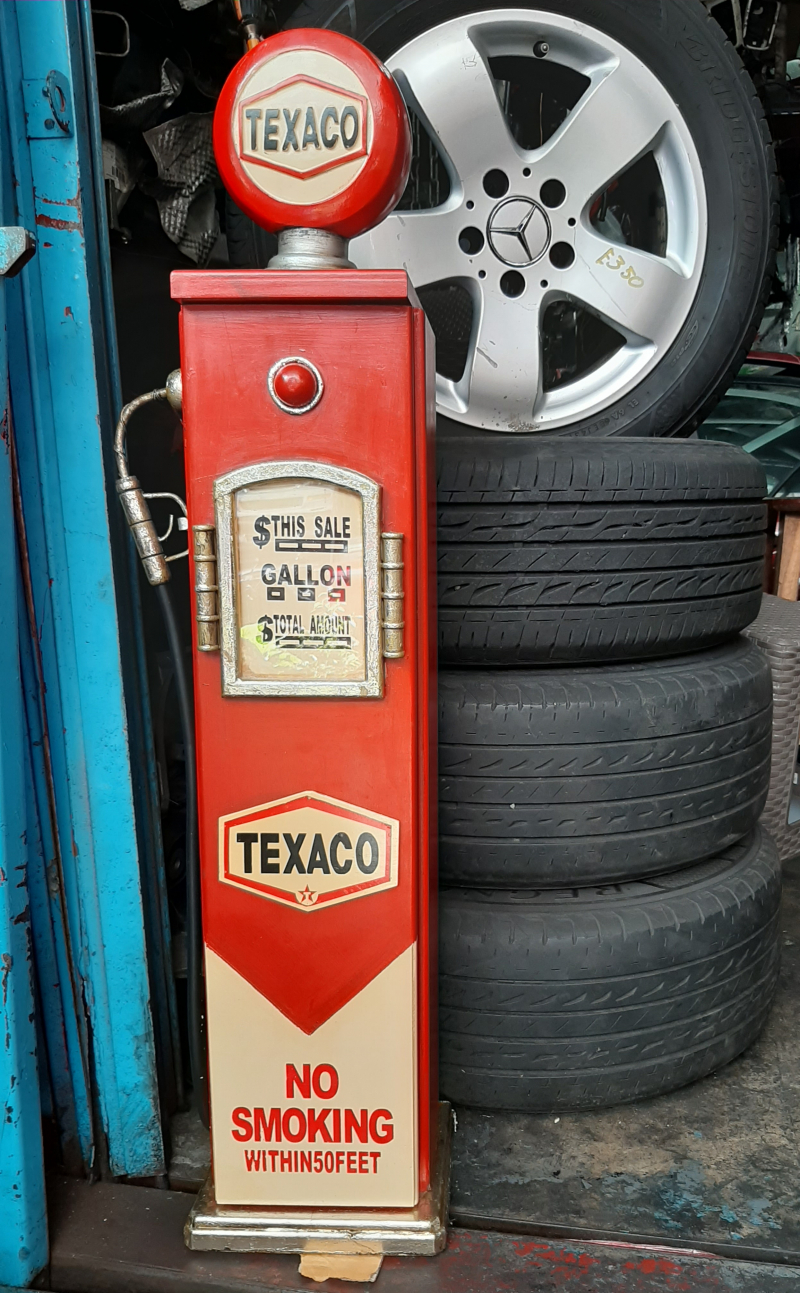 TEXACO
E350
$THIS SALE
GALLON
$TOTAL AMOUNT
TEXACO
T
NO
SMOKING
WITHIN50FEET